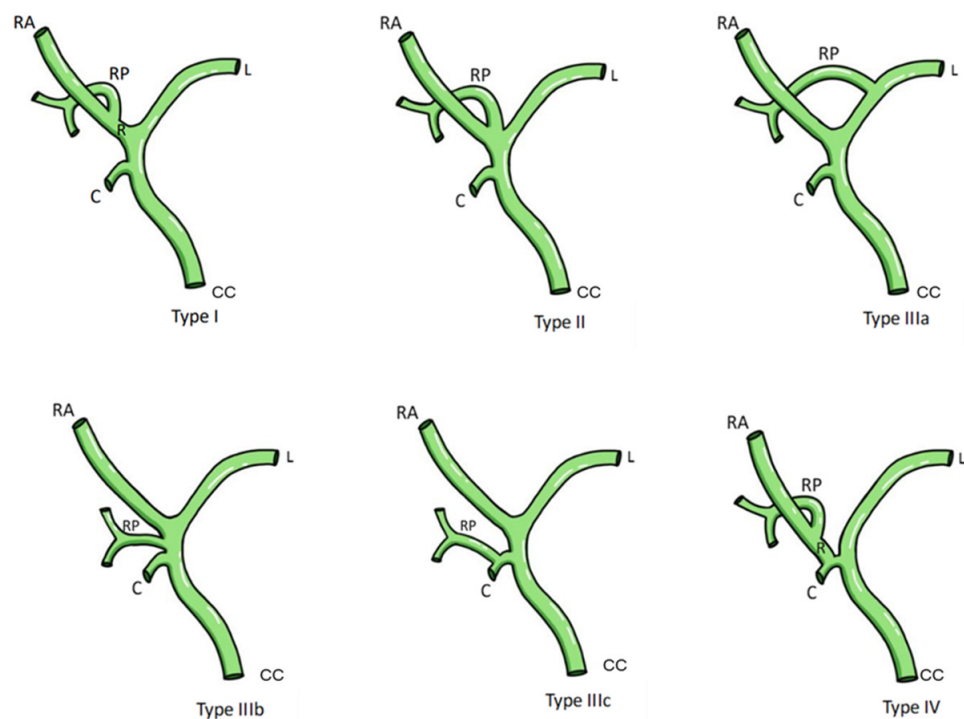 RA
RP
L
R
C
CC
Type I
RA
RP
L
C
CC
Type II
RA
RP
L
C
CC
Type IIIa
RA
L
RP
C
CC
Type IIIb
RA
L
RP
C
CC
Type IIIc
RA
L
RP
R
C
CC
Type IV